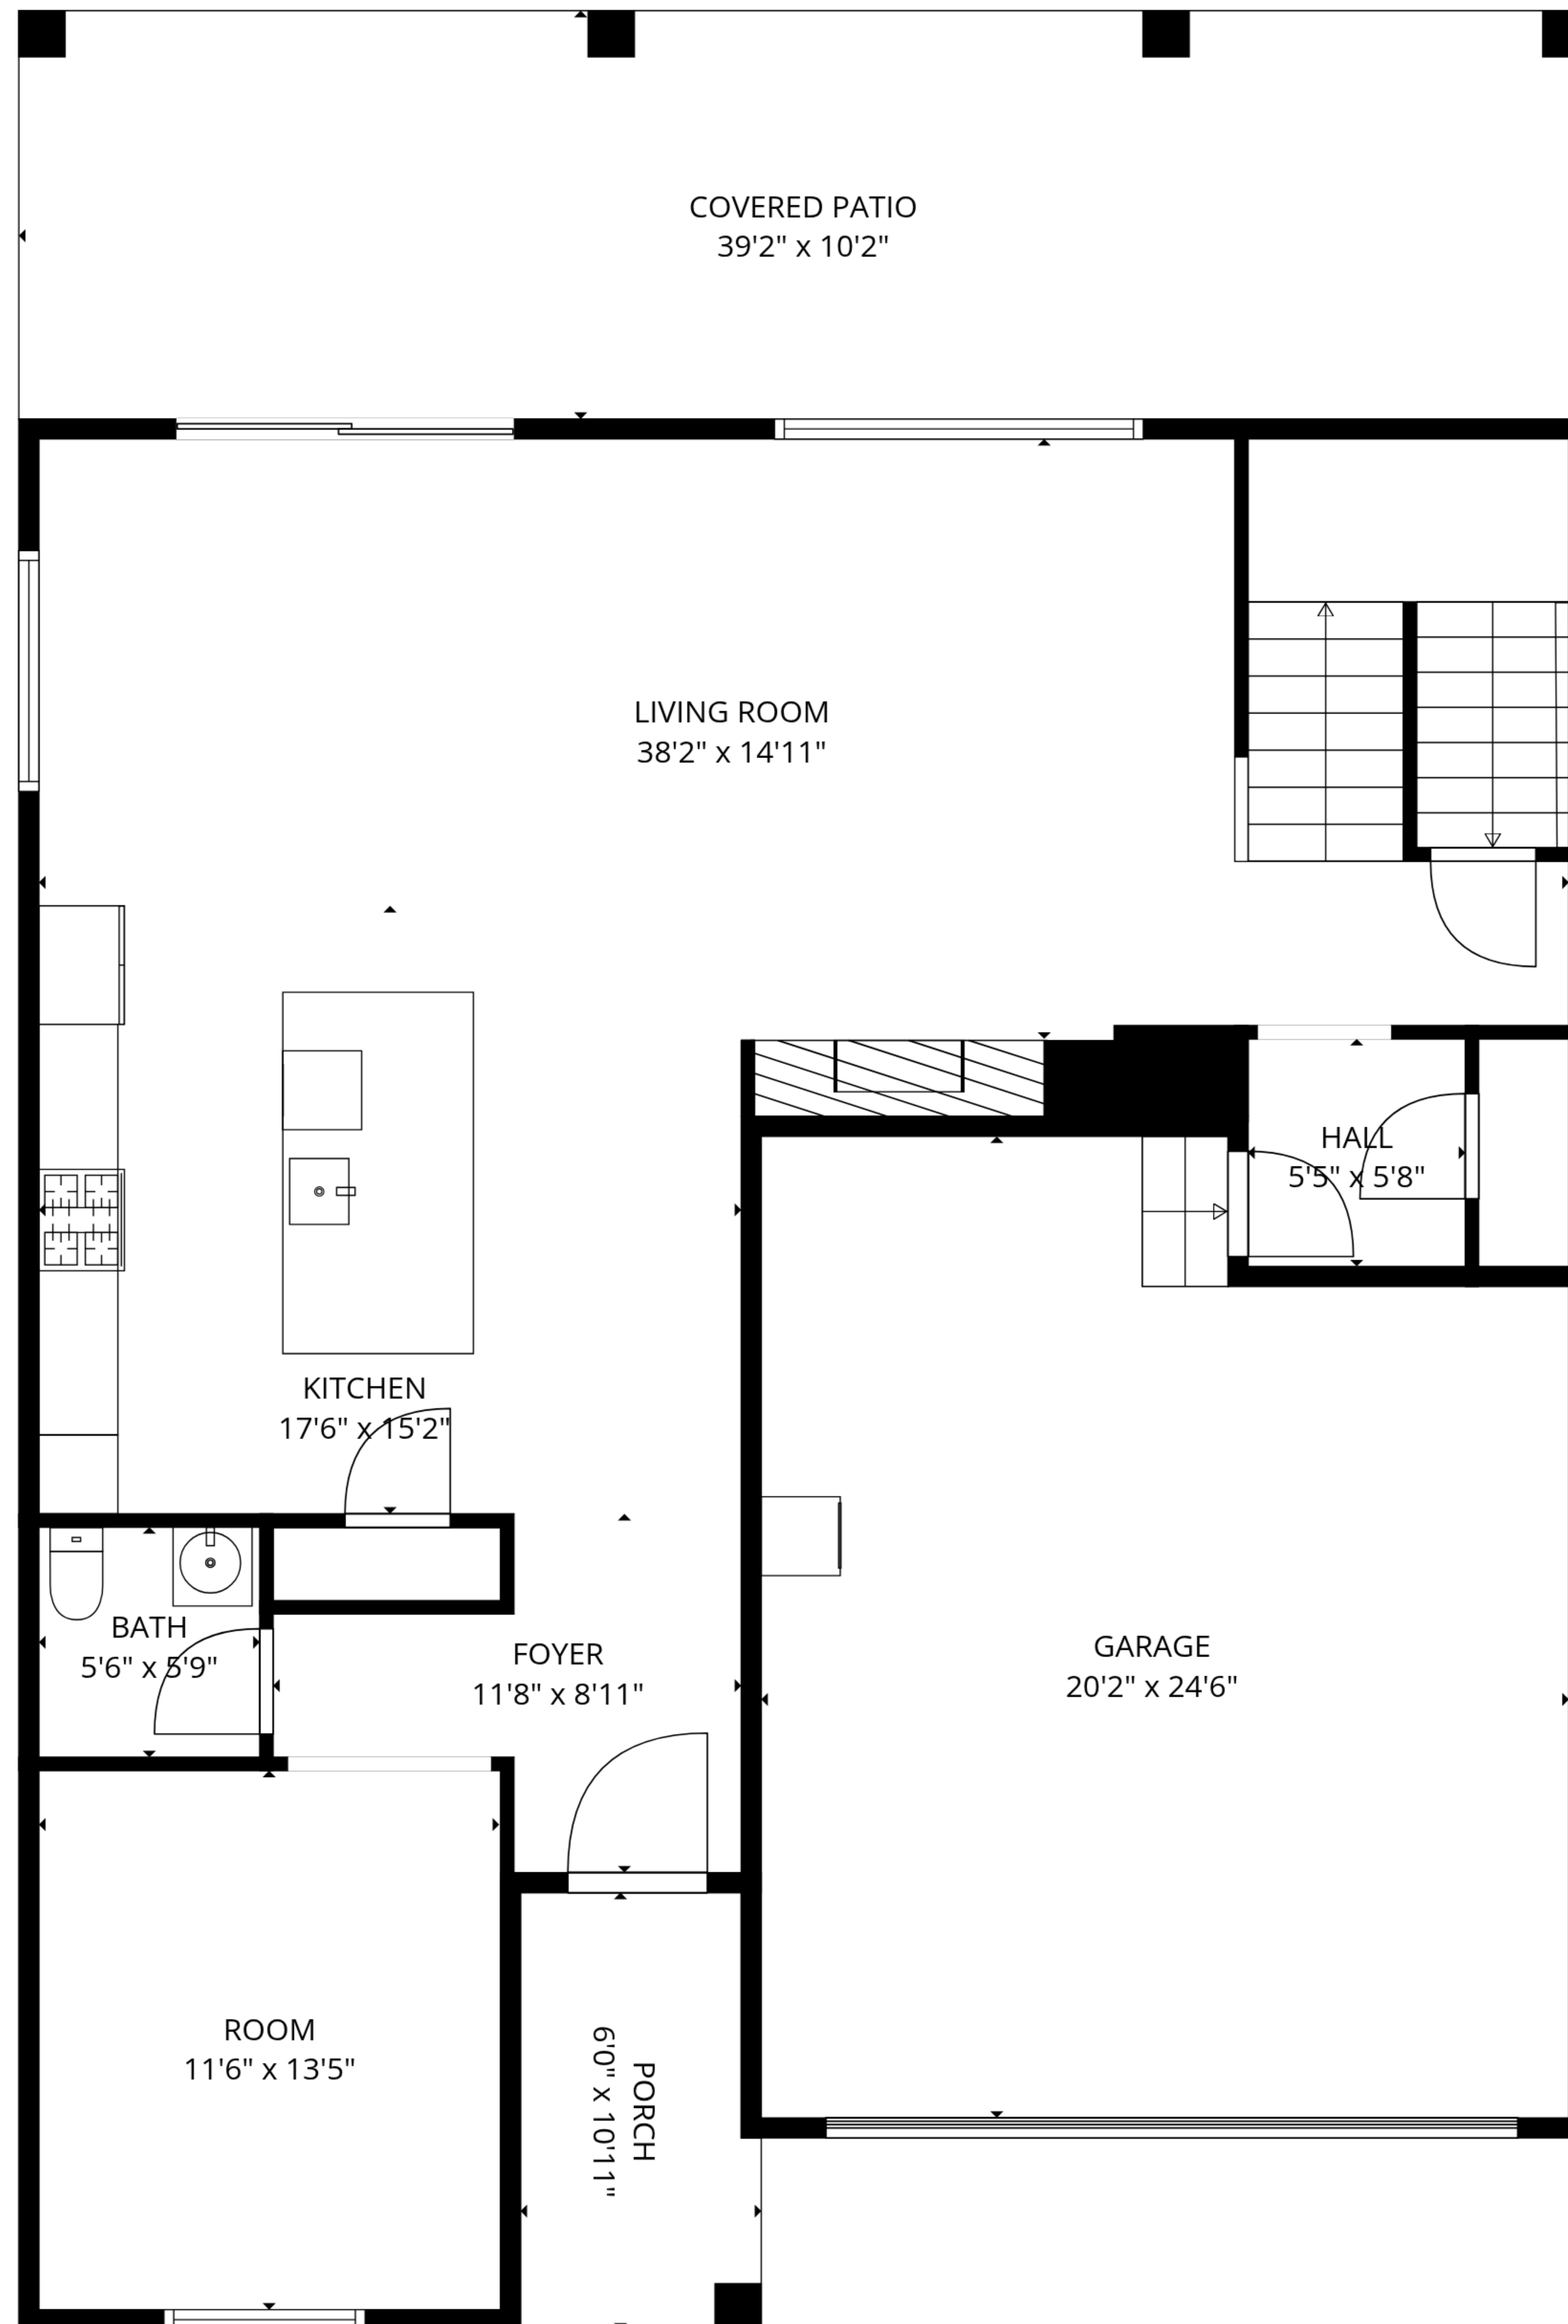 COVERED PATIO
39'2" x 10'2"
LIVING ROOM
38'2" x 14'11"
HALL
5'5" x 5'8"
KITCHEN
17'6" x 15'2"
BATH
5'6" x 5'9"
FOYER
11'8" x 8'11"
GARAGE
20'2" x 24'6"
ROOM
11'6" x 13'5"
PORCH
6'0" x 10'11"